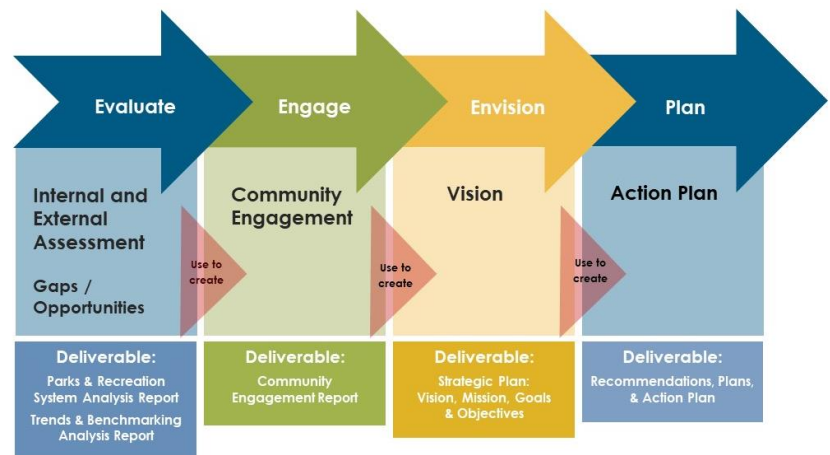 Evaluate
Engage
Envision
Plan
Internal and
External
Assessment
Gaps /
Opportunities
Use to
create
Community
Engagement
Use to
create
Vision
Use to
create
Action Plan
Deliverable:
Parks & Recreation
System Analysis Report
Trends & Benchmarking
Analysis Report
Deliverable:
Community
Engagement Report
Deliverable:
Strategic Plan:
Vision, Mission, Goals
& Objectives
Deliverable:
Recommendations, Plans,
& Action Plan